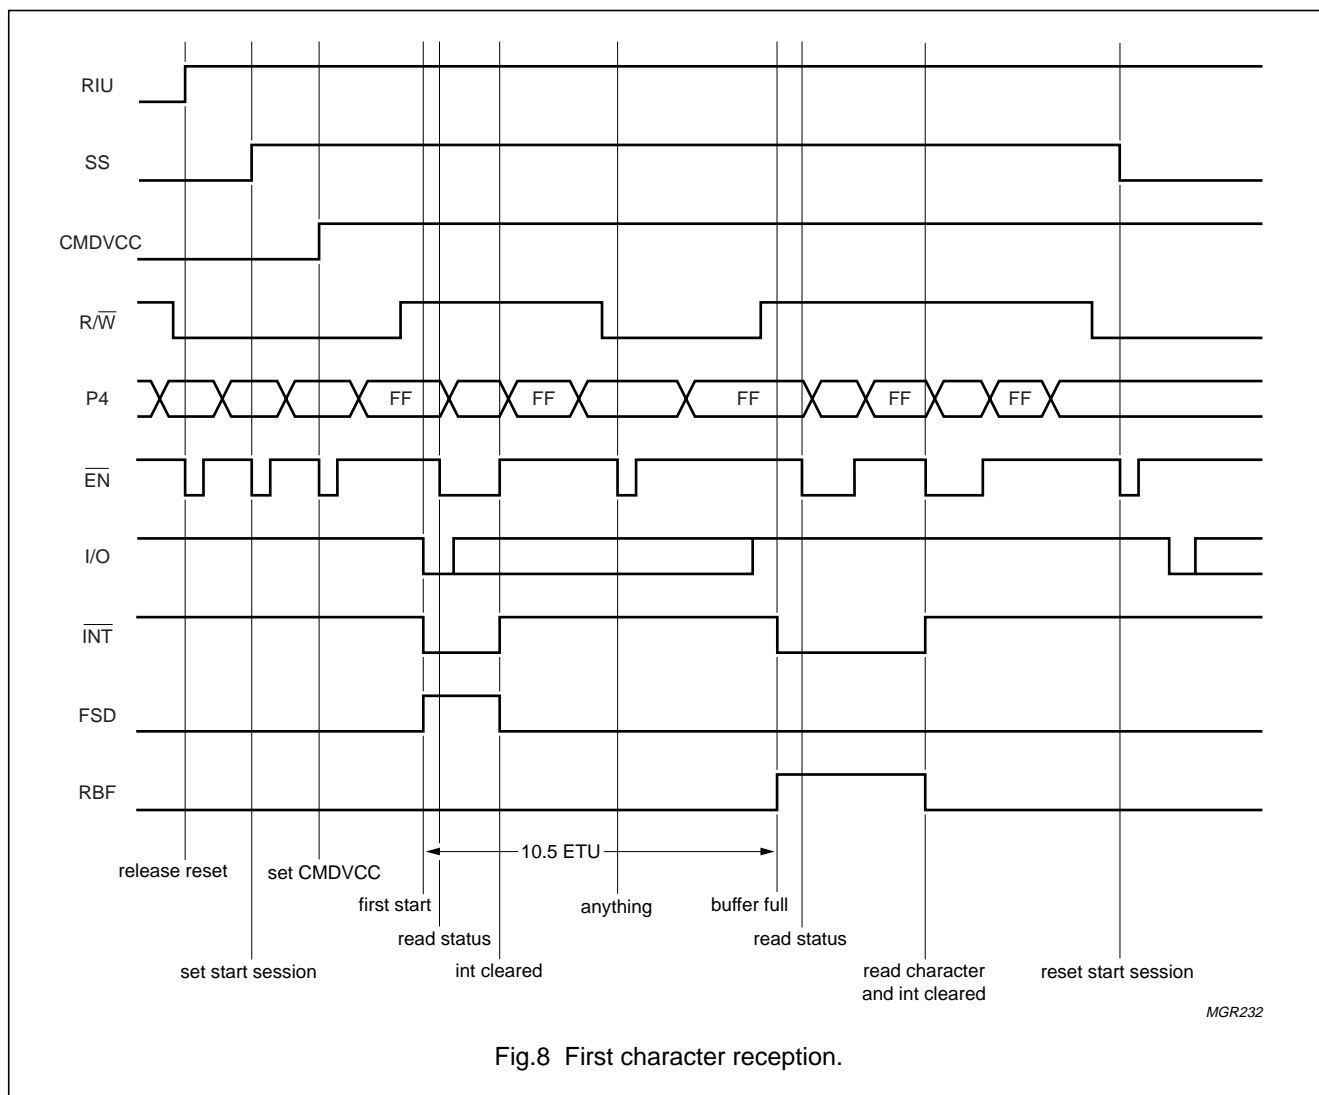 RIU
SS
CMDVCC
R/W̅
P4 FF FF FF FF FF
E̅N̅
I/O
I̅N̅T̅
FSD
RBF
10.5 ETU
release reset
set CMDVCC
first start
anything
buffer full
read status
read status
set start session
int cleared
read character
and int cleared
reset start session
MGR232
Fig.8 First character reception.